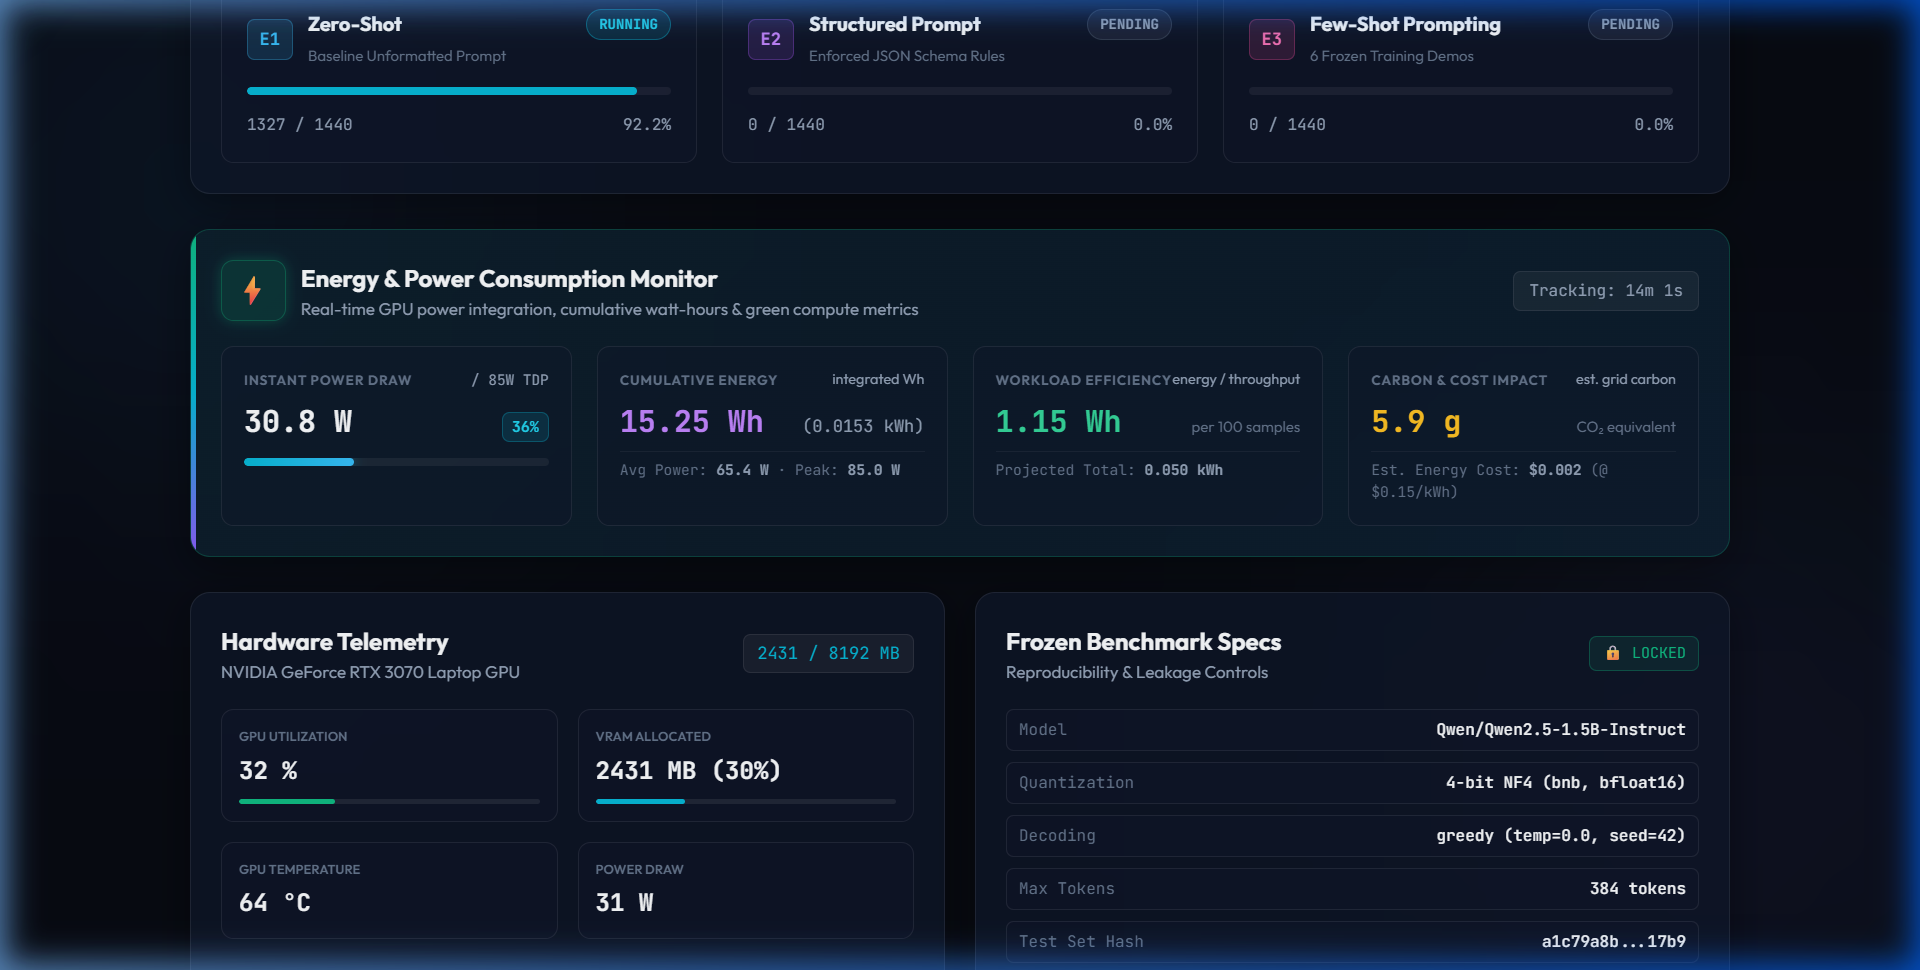 E1
Zero-Shot
RUNNING
Baseline Unformatted Prompt
1327 / 1440
92.2%
E2
Structured Prompt
PENDING
Enforced JSON Schema Rules
0 / 1440
0.0%
E3
Few-Shot Prompting
PENDING
6 Frozen Training Demos
0 / 1440
0.0%
Energy & Power Consumption Monitor
Real-time GPU power integration, cumulative watt-hours & green compute metrics
Tracking: 14m 1s
INSTANT POWER DRAW
/ 85W TDP
30.8 W
36%
CUMULATIVE ENERGY
integrated Wh
15.25 Wh
(0.0153 kWh)
Avg Power: 65.4 W · Peak: 85.0 W
WORKLOAD EFFICIENCY
energy / throughput
1.15 Wh
per 100 samples
Projected Total: 0.050 kWh
CARBON & COST IMPACT
est. grid carbon
5.9 g
CO₂ equivalent
Est. Energy Cost: $0.002 (@
$0.15/kWh)
Hardware Telemetry
NVIDIA GeForce RTX 3070 Laptop GPU
2431 / 8192 MB
GPU UTILIZATION
32 %
VRAM ALLOCATED
2431 MB (30%)
GPU TEMPERATURE
64 °C
POWER DRAW
31 W
Frozen Benchmark Specs
Reproducibility & Leakage Controls
🔒 LOCKED
Model
Qwen/Qwen2.5-1.5B-Instruct
Quantization
4-bit NF4 (bnb, bfloat16)
Decoding
greedy (temp=0.0, seed=42)
Max Tokens
384 tokens
Test Set Hash
a1c79a8b...17b9